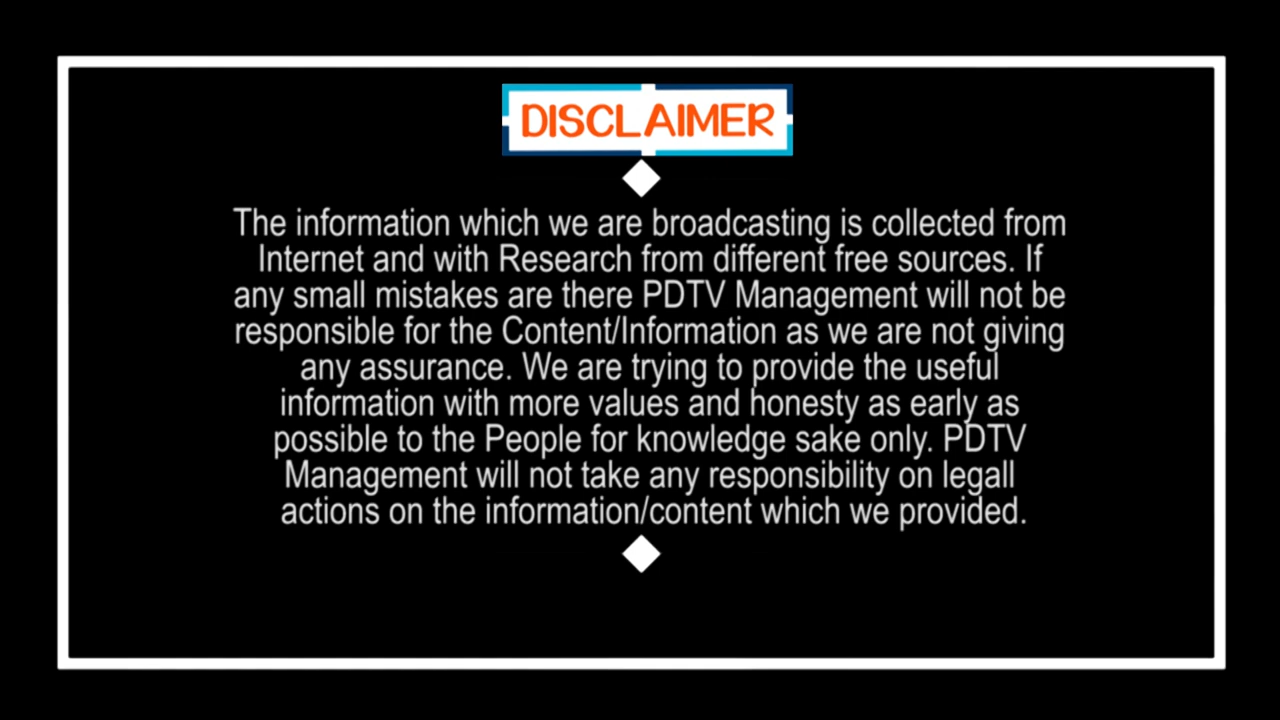 DISCLAIMER
The information which we are broadcasting is collected from
Internet and with Research from different free sources. If
any small mistakes are there PDTV Management will not be
responsible for the Content/Information as we are not giving
any assurance. We are trying to provide the useful
information with more values and honesty as early as
possible to the People for knowledge sake only. PDTV
Management will not take any responsibility on legall
actions on the information/content which we provided.